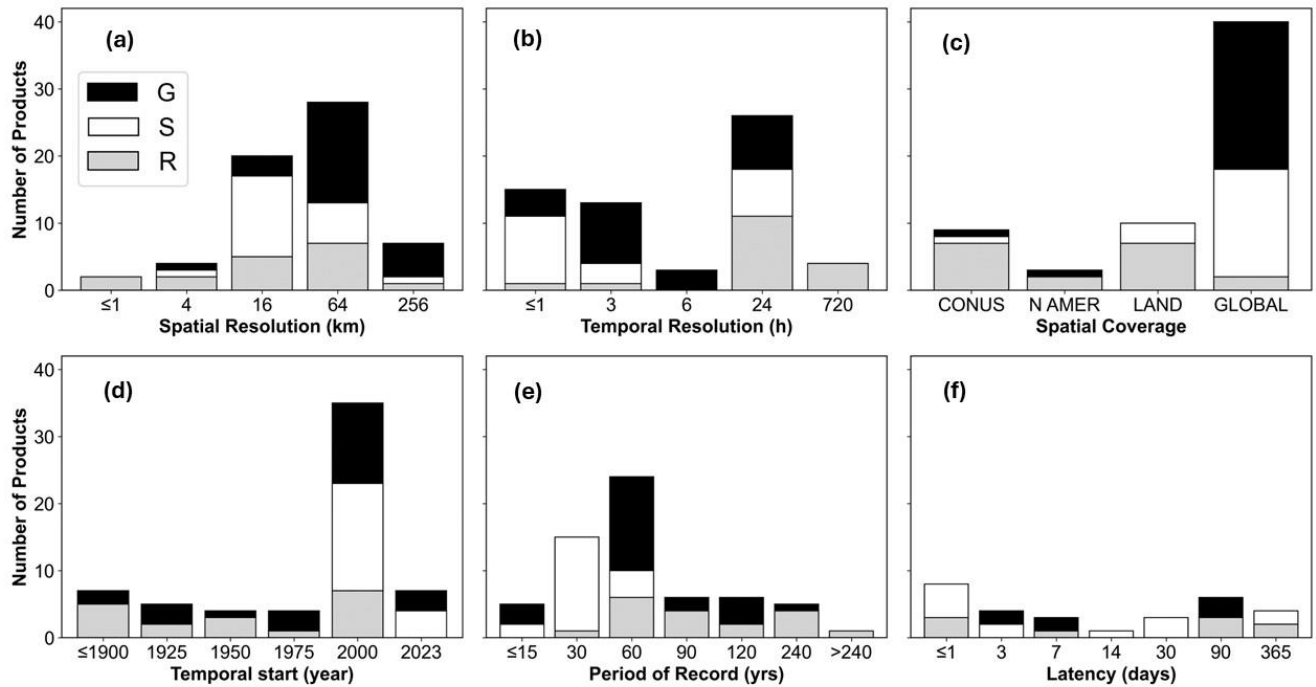 (a)
G
S
R
Number of Products
40
30
20
10
0
≤1 4 16 64 256
Spatial Resolution (km)
(b)
≤1 3 6 24 720
Temporal Resolution (h)
(c)
CONUS N AMER LAND GLOBAL
Spatial Coverage
(d)
Number of Products
40
30
20
10
0
≤1900 1925 1950 1975 2000 2023
Temporal start (year)
(e)
≤15 30 60 90 120 240 >240
Period of Record (yrs)
(f)
≤1 3 7 14 30 90 365
Latency (days)